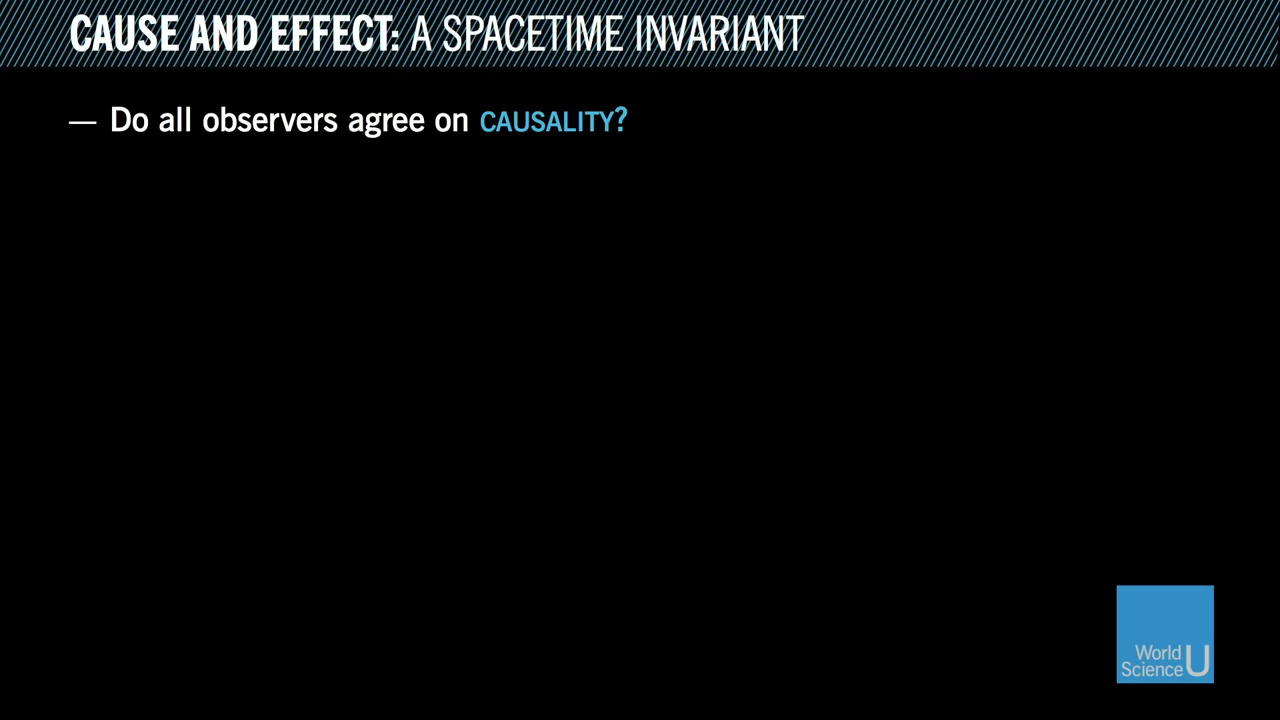 CAUSE AND EFFECT: A SPACETIME INVARIANT
— Do all observers agree on CAUSALITY?
World
Science U